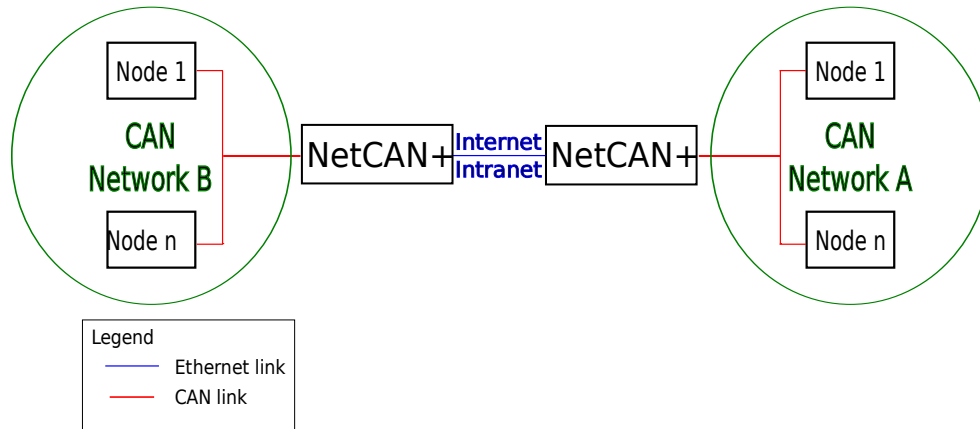 Node 1
CAN
Network B
Node n
NetCAN+
Internet
Intranet
NetCAN+
Node 1
CAN
Network A
Node n
Legend
Ethernet link
CAN link